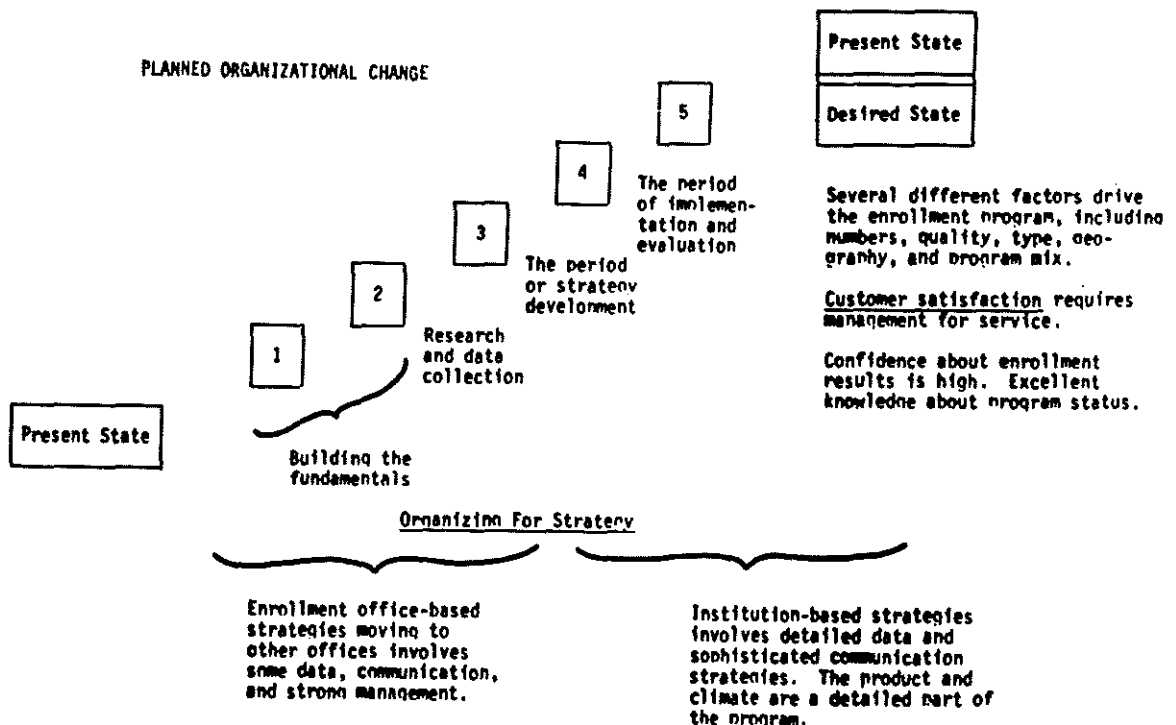 PLANNED ORGANIZATIONAL CHANGE
Present State
Desired State
5
4
3
2
1
The period
of implemen-
tation and
evaluation
The period
or strategy
development
Research
and data
collection
Building the
fundamentals
Present State
Several different factors drive
the enrollment program, including
numbers, quality, type, geo-
graphy, and program mix.
Customer satisfaction requires
management for service.
Confidence about enrollment
results is high. Excellent
knowledge about program status.
Organizing For Strategy
Enrollment office-based
strategies moving to
other offices involves
some data, communication,
and strong management.
Institution-based strategies
involves detailed data and
sophisticated communication
strategies. The product and
climate are a detailed part of
the program.